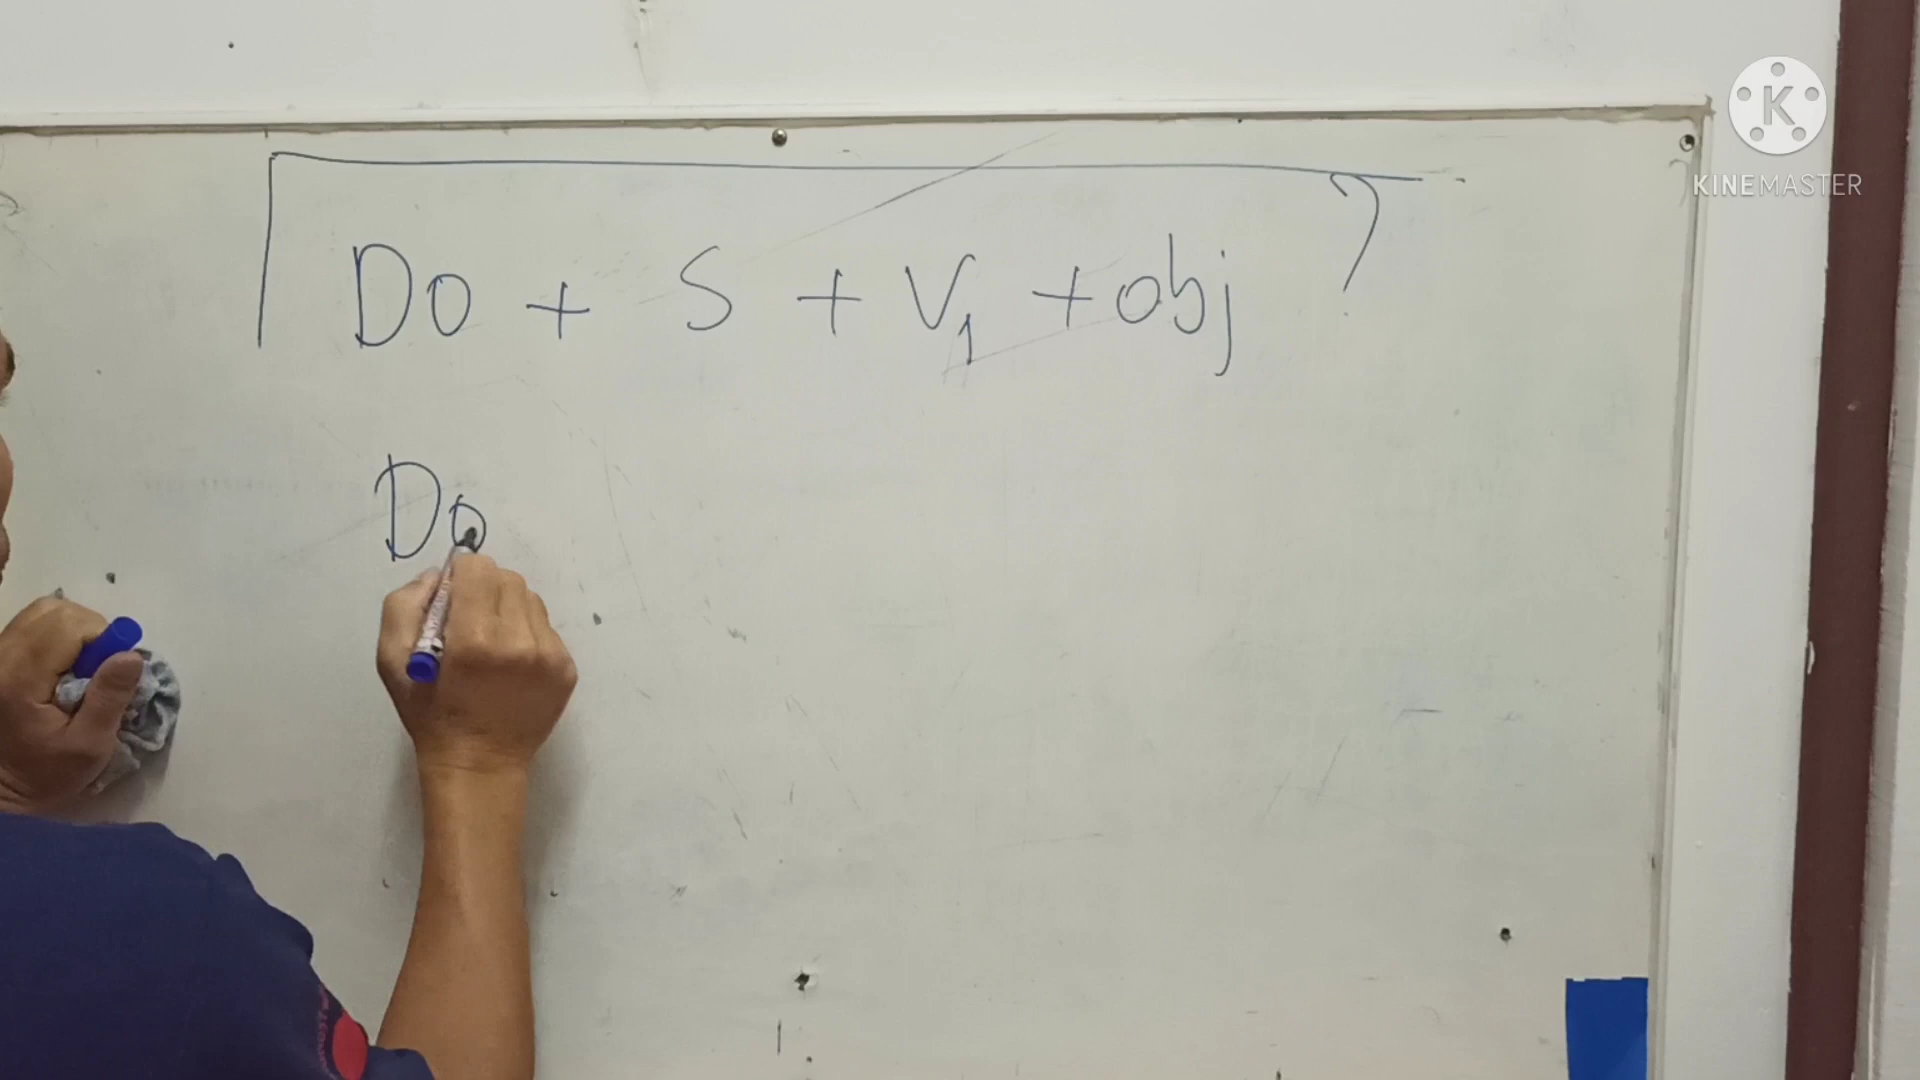 KINEMASTER
Do + S + V1 + obj ?
Do